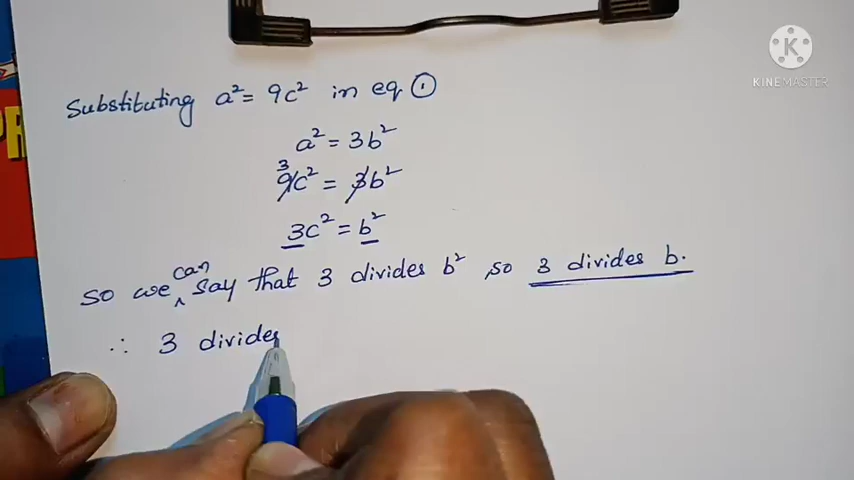 K
KINEMASTER
Substituting a² = 9c² in eq ①
a² = 3b²
3
9c² = 3b²
3c² = b²
so we can say that 3 divides b² , so 3 divides b.
∴ 3 divides